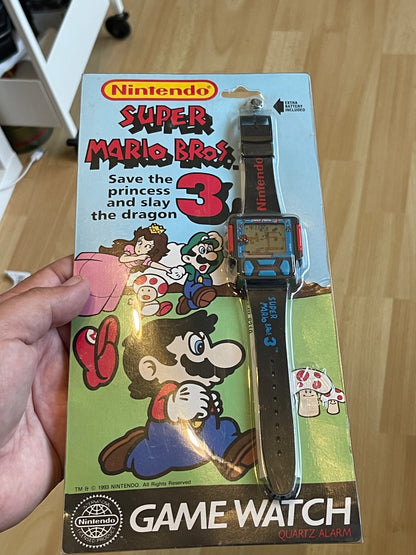 Nintendo
SUPER
MARIO BROS.
3
Save the
princess
and slay
the dragon
EXTRA
BATTERY
INCLUDED
Nintendo
SUPER
MARIO BROS
3
TM & © 1993 NINTENDO. All Rights Reserved
Nintendo
GAME WATCH
QUARTZ ALARM